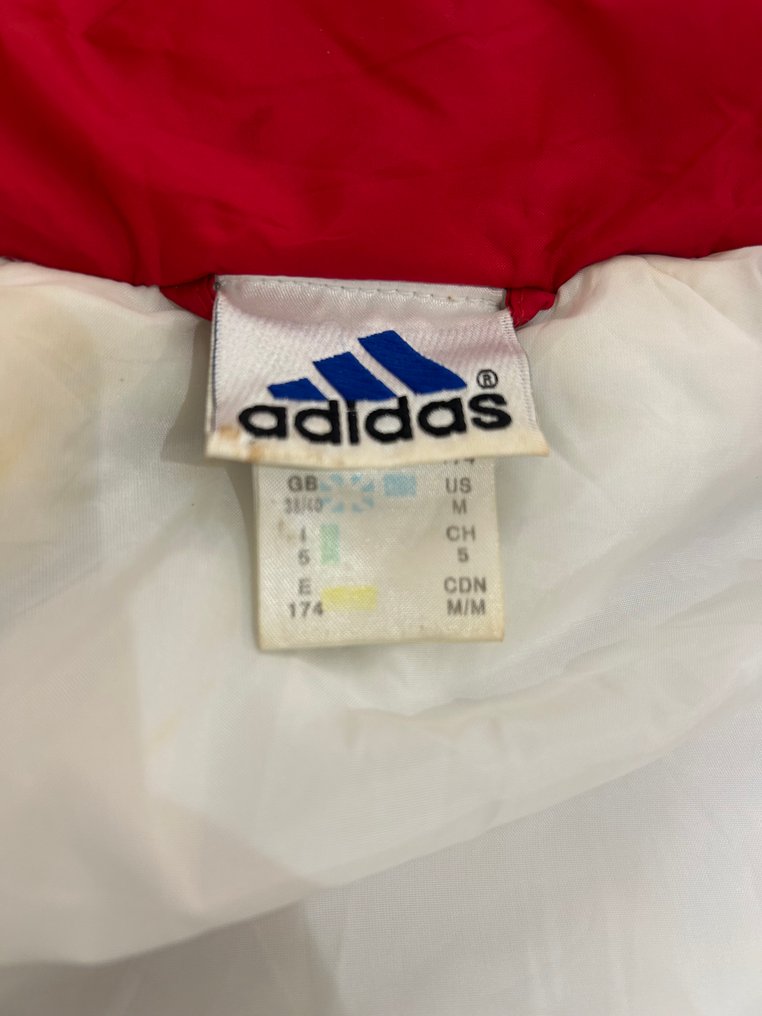 adidas®
GB US
38/40 M
I CH
5 5
E CDN
174 M/M